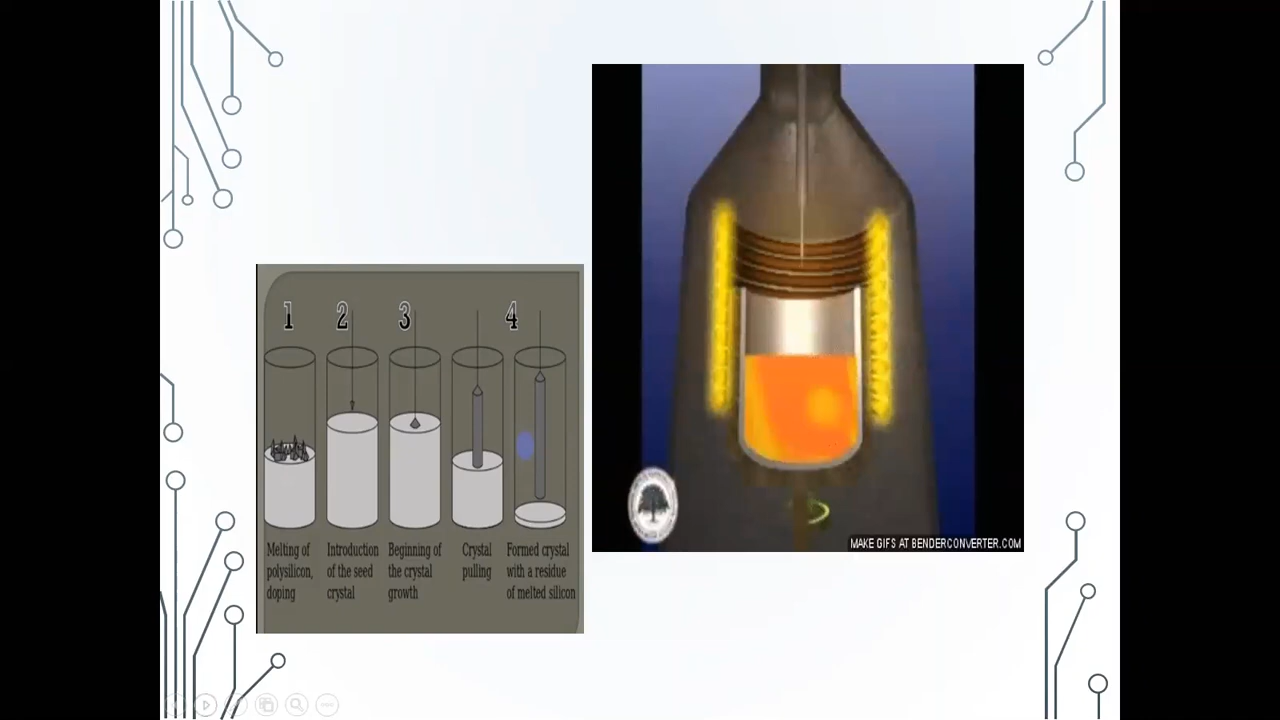 1 2 3 4
Melting of
polysilicon,
doping
Introduction
of the seed
crystal
Beginning of
the crystal
growth
Crystal
pulling
Formed crystal
with a residue
of melted silicon
MAKE GIFS AT BENDERCONVERTER.COM